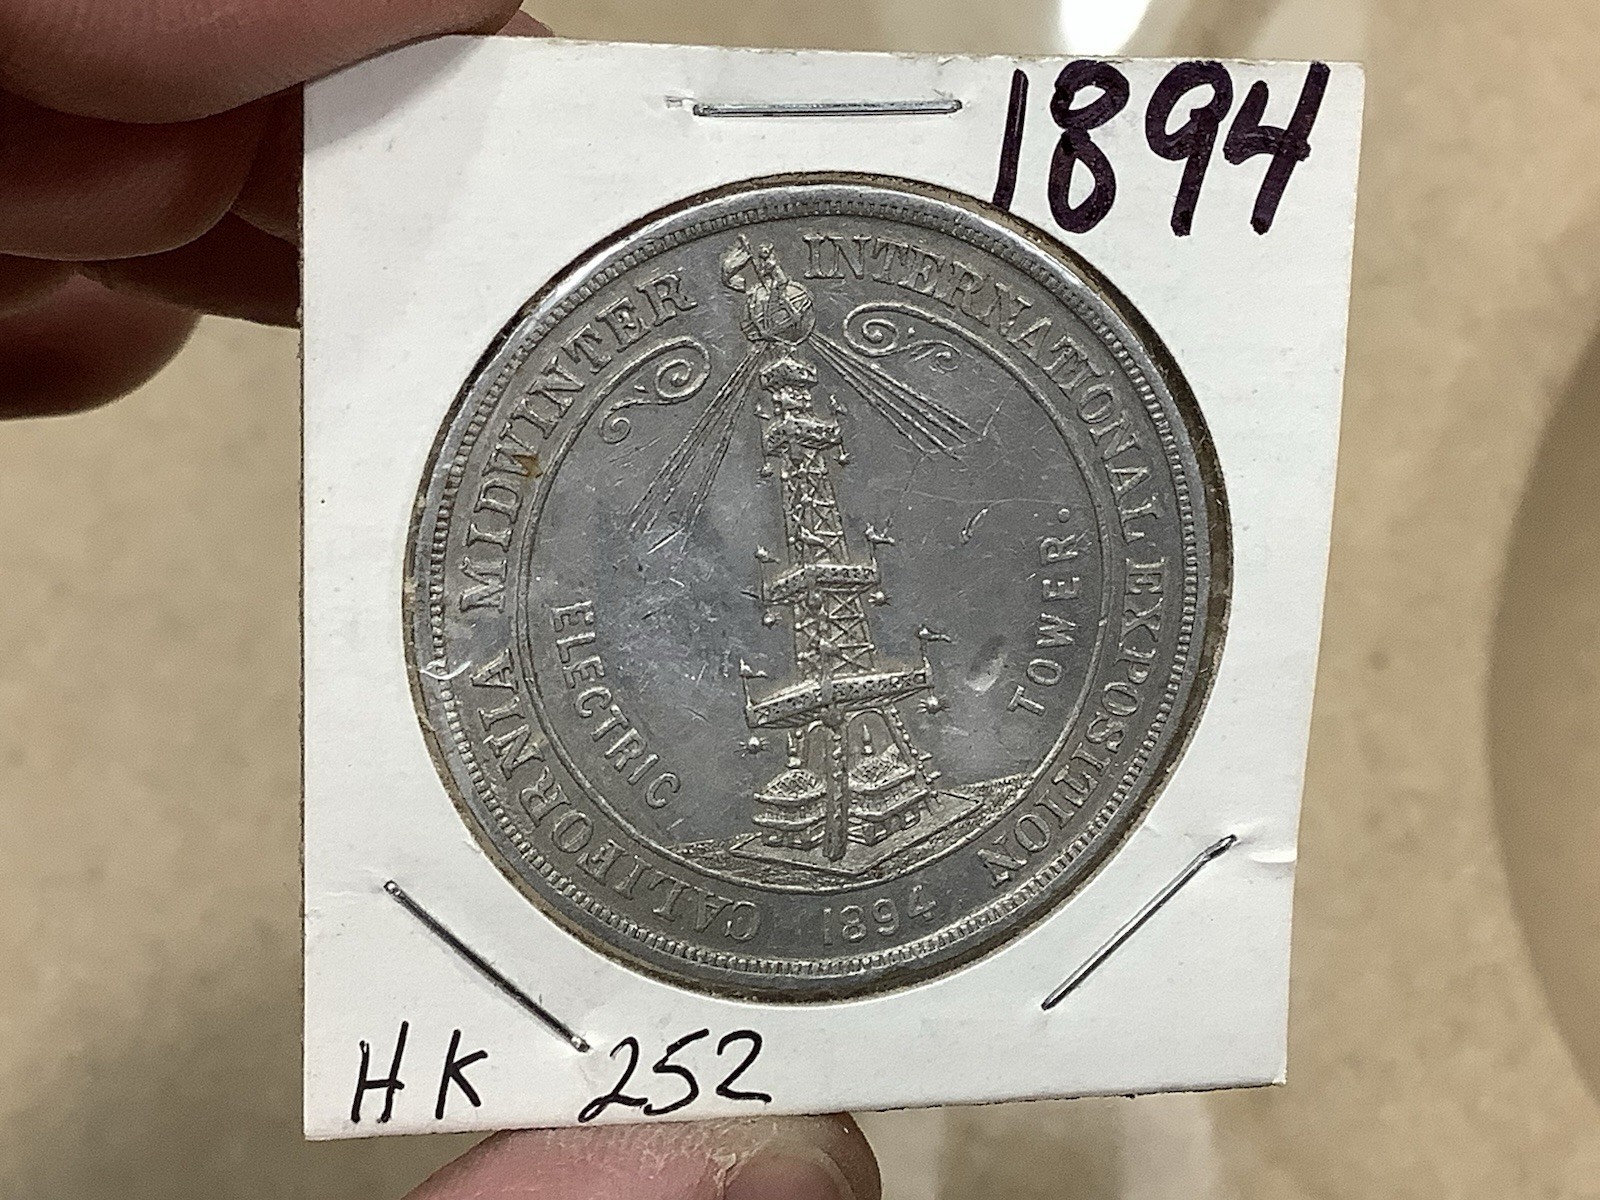 1894
CALIFORNIA MIDWINTER INTERNATIONAL EXPOSITION
ELECTRIC TOWER.
1894
HK 252